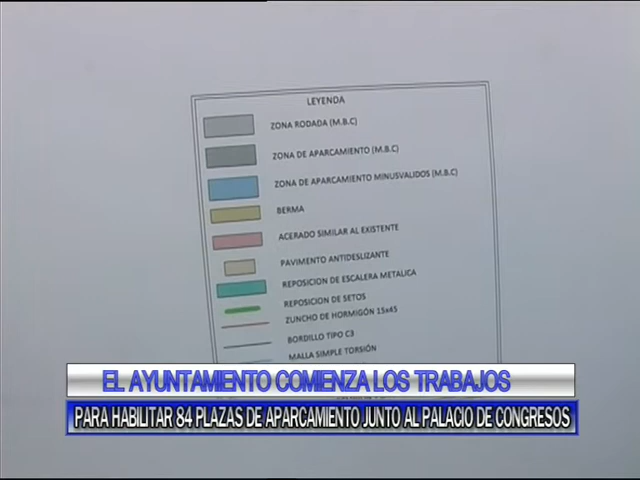 LEYENDA
ZONA RODADA (M.B.C)
ZONA DE APARCAMIENTO (M.B.C)
ZONA DE APARCAMIENTO MINUSVALIDOS (M.B.C)
BERMA
ACERADO SIMILAR AL EXISTENTE
PAVIMENTO ANTIDESLIZANTE
REPOSICION DE ESCALERA METALICA
REPOSICION DE SETOS
ZUNCHO DE HORMIGÓN 15x45
BORDILLO TIPO C3
MALLA SIMPLE TORSIÓN
EL AYUNTAMIENTO COMIENZA LOS TRABAJOS
PARA HABILITAR 84 PLAZAS DE APARCAMIENTO JUNTO AL PALACIO DE CONGRESOS